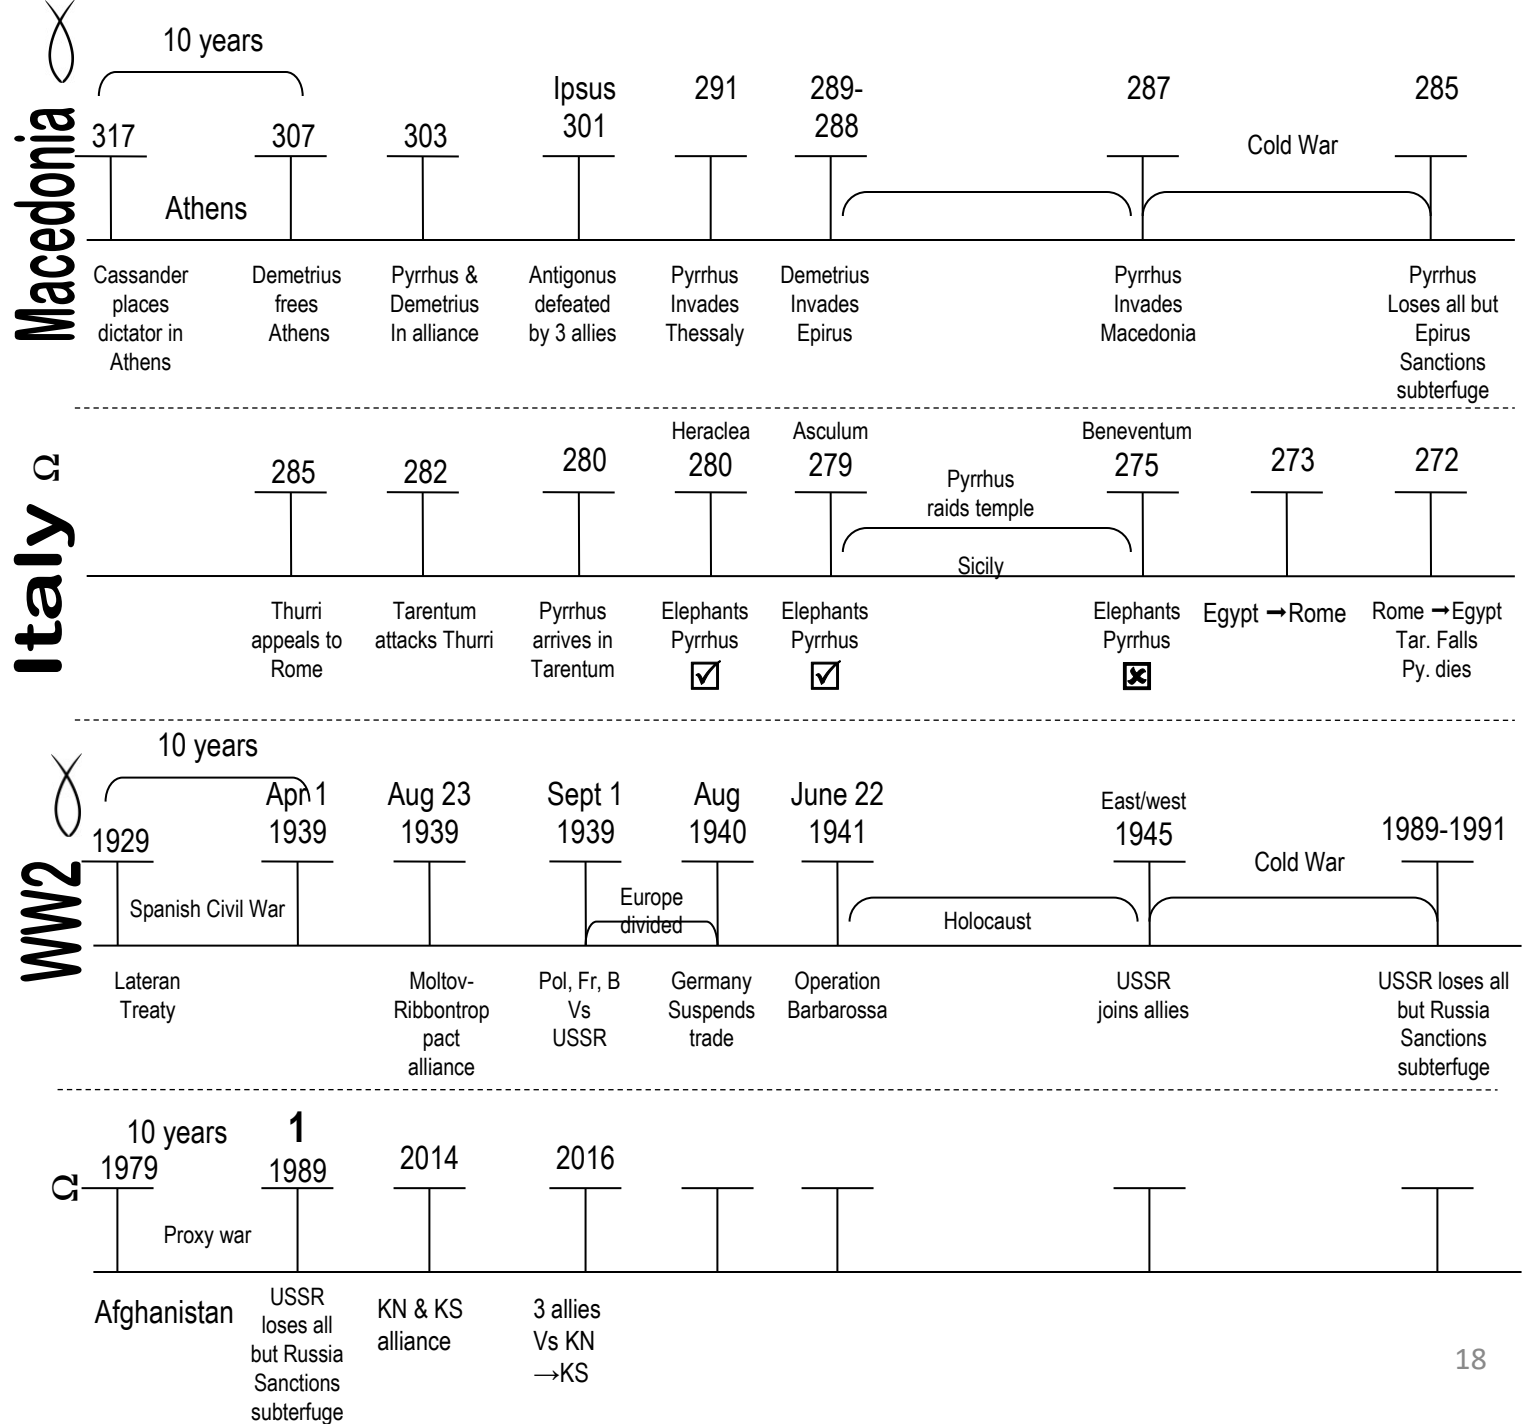 Macedonia
10 years
317
307
303
Ipsus
301
291
289-
288
287
285
Cold War
Athens
Cassander
places
dictator in
Athens
Demetrius
frees
Athens
Pyrrhus &
Demetrius
In alliance
Antigonus
defeated
by 3 allies
Pyrrhus
Invades
Thessaly
Demetrius
Invades
Epirus
Pyrrhus
Invades
Macedonia
Pyrrhus
Loses all but
Epirus
Sanctions
subterfuge
Italy Ω
285
282
280
Heraclea
280
Asculum
279
Pyrrhus
raids temple
Sicily
Beneventum
275
273
272
Thurri
appeals to
Rome
Tarentum
attacks Thurri
Pyrrhus
arrives in
Tarentum
Elephants
Pyrrhus
Elephants
Pyrrhus
Elephants
Pyrrhus
Egypt ➞Rome
Rome ➞Egypt
Tar. Falls
Py. dies
WW2
10 years
1929
Apr 1
1939
Aug 23
1939
Sept 1
1939
Aug
1940
June 22
1941
East/west
1945
1989-1991
Cold War
Spanish Civil War
Europe
divided
Holocaust
Lateran
Treaty
Moltov-
Ribbontrop
pact
alliance
Pol, Fr, B
Vs
USSR
Germany
Suspends
trade
Operation
Barbarossa
USSR
joins allies
USSR loses all
but Russia
Sanctions
subterfuge
Ω
10 years
1979
1
1989
2014
2016
Proxy war
Afghanistan
USSR
loses all
but Russia
Sanctions
subterfuge
KN & KS
alliance
3 allies
Vs KN
→KS
18